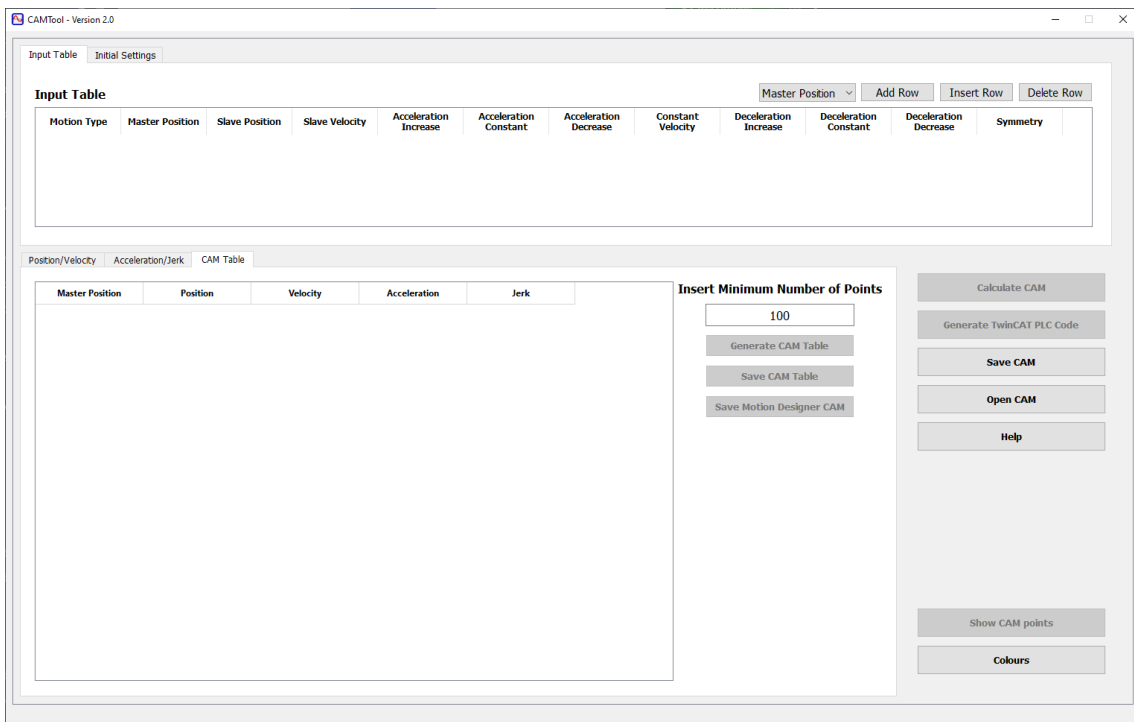 CAMTool - Version 2.0
Input Table Initial Settings
Input Table Master Position Add Row Insert Row Delete Row
Motion Type Master Position Slave Position Slave Velocity Acceleration Increase Acceleration Constant Acceleration Decrease Constant Velocity Deceleration Increase Deceleration Constant Deceleration Decrease Symmetry
Position/Velocity Acceleration/Jerk CAM Table
Master Position Position Velocity Acceleration Jerk
Insert Minimum Number of Points
100
Generate CAM Table
Save CAM Table
Save Motion Designer CAM
Calculate CAM
Generate TwinCAT PLC Code
Save CAM
Open CAM
Help
Show CAM points
Colours